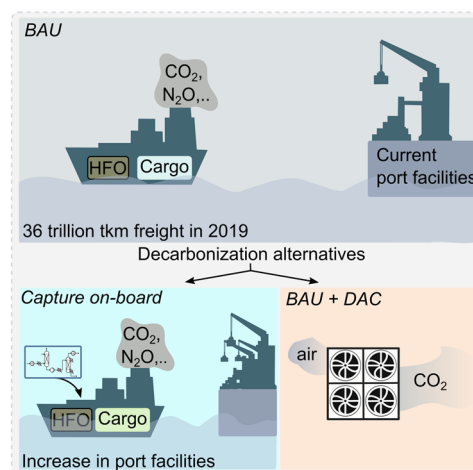 BAU
CO₂,
N₂O,..
HFO
Cargo
Current
port facilities
36 trillion tkm freight in 2019
Decarbonization alternatives
Capture on-board
CO₂,
N₂O,..
HFO
Cargo
Increase in port facilities
BAU + DAC
air
CO₂